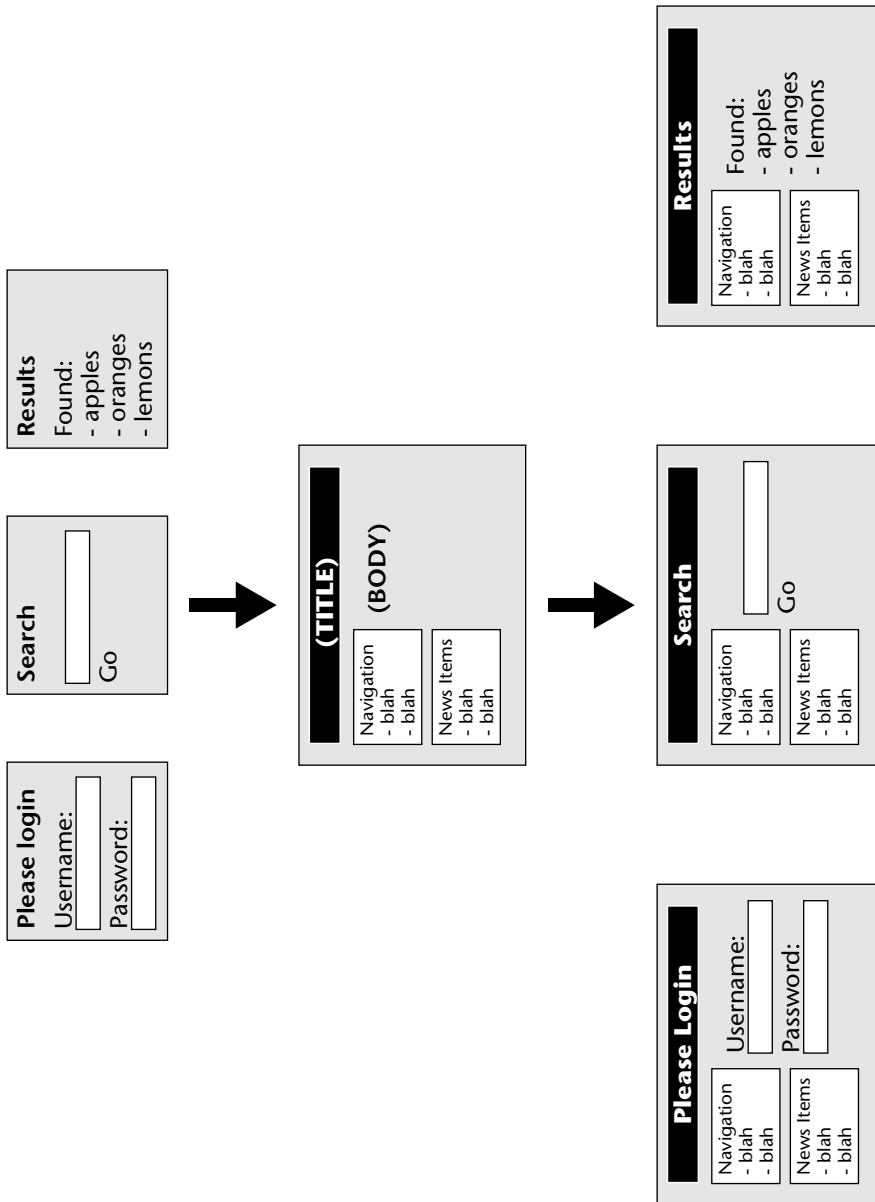 Please login
Username:
Password:
Search
Go
Results
Found:
- apples
- oranges
- lemons
(TITLE)
Navigation
- blah
- blah
News Items
- blah
- blah
(BODY)
Please Login
Navigation
- blah
- blah
News Items
- blah
- blah
Username:
Password:
Search
Navigation
- blah
- blah
News Items
- blah
- blah
Go
Results
Navigation
- blah
- blah
News Items
- blah
- blah
Found:
- apples
- oranges
- lemons